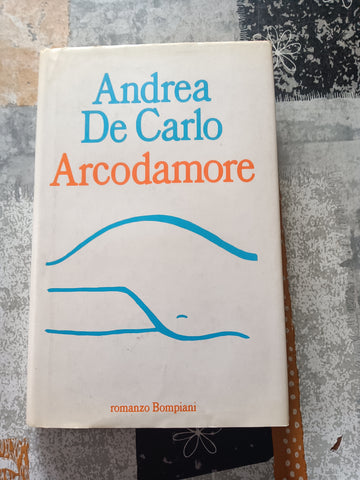 Andrea
De Carlo
Arcodamore
romanzo Bompiani